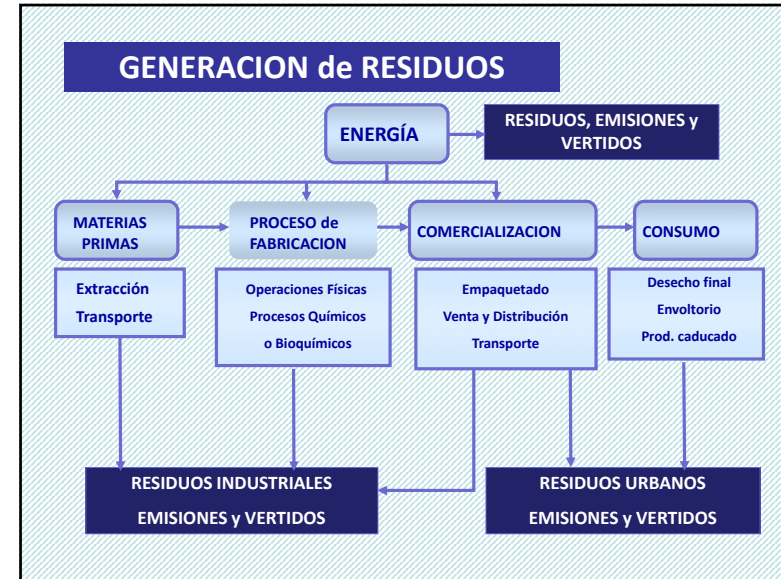 GENERACION de RESIDUOS
ENERGÍA
RESIDUOS, EMISIONES y
VERTIDOS
MATERIAS
PRIMAS
PROCESO de
FABRICACION
COMERCIALIZACION
CONSUMO
Extracción
Transporte
Operaciones Físicas
Procesos Químicos
o Bioquímicos
Empaquetado
Venta y Distribución
Transporte
Desecho final
Envoltorio
Prod. caducado
RESIDUOS INDUSTRIALES
EMISIONES y VERTIDOS
RESIDUOS URBANOS
EMISIONES y VERTIDOS